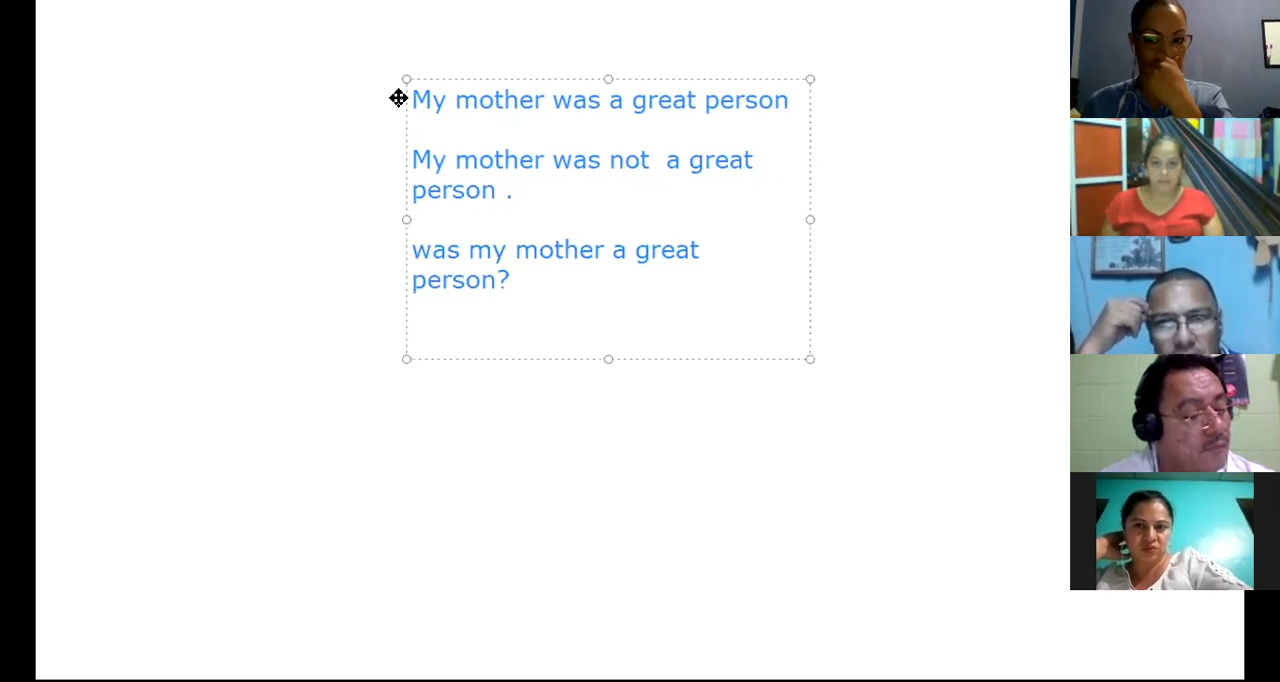 My mother was a great person
My mother was not  a great
person .
was my mother a great
person?